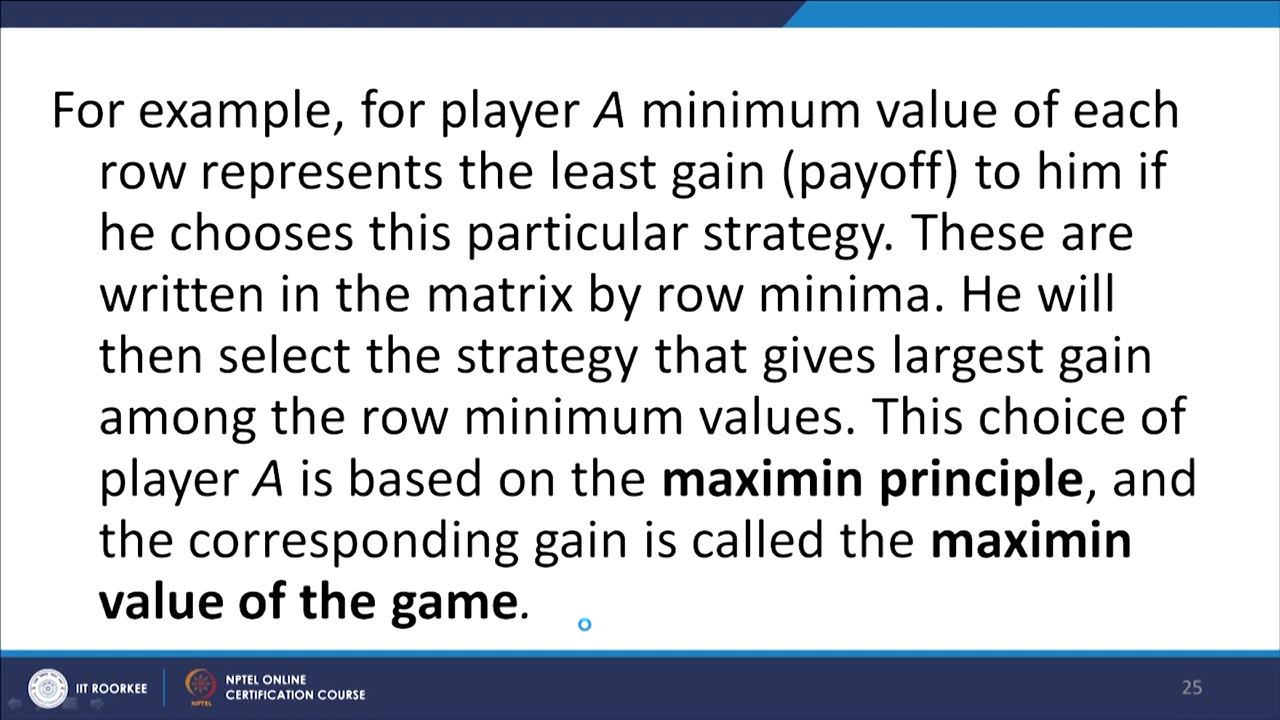 For example, for player A minimum value of each
row represents the least gain (payoff) to him if
he chooses this particular strategy. These are
written in the matrix by row minima. He will
then select the strategy that gives largest gain
among the row minimum values. This choice of
player A is based on the maximin principle, and
the corresponding gain is called the maximin
value of the game.
IIT ROORKEE
NPTEL
NPTEL ONLINE
CERTIFICATION COURSE
25